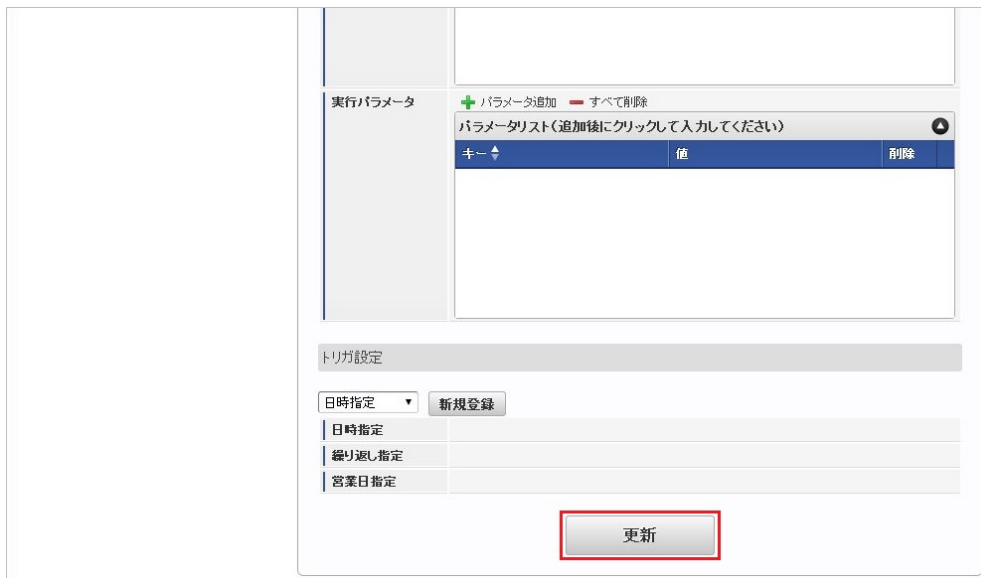 実行パラメータ
パラメータ追加 すべて削除
パラメータリスト(追加後にクリックして入力してください)
キー 値 削除
トリガ設定
日時指定 新規登録
日時指定
繰り返し指定
営業日指定
更新